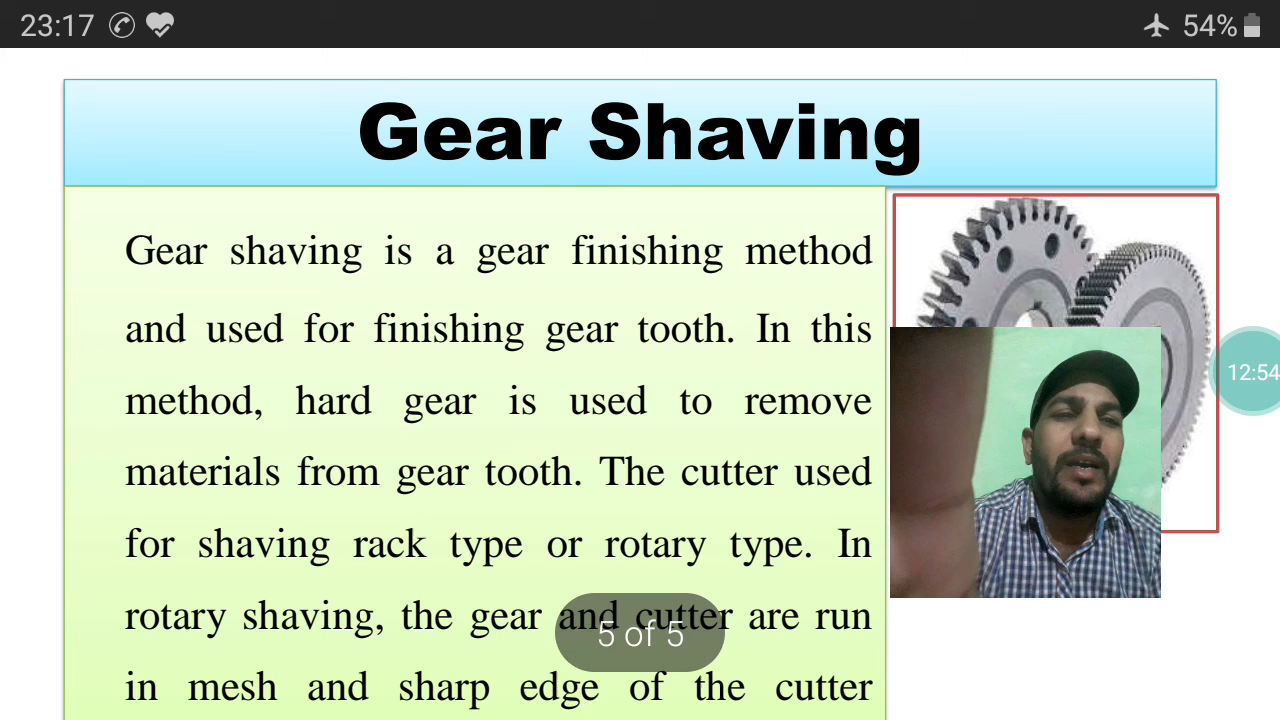 23:17
54%
Gear Shaving
Gear shaving is a gear finishing method
and used for finishing gear tooth. In this
method, hard gear is used to remove
materials from gear tooth. The cutter used
for shaving rack type or rotary type. In
rotary shaving, the gear and cutter are run
in mesh and sharp edge of the cutter
12:54
5 of 5